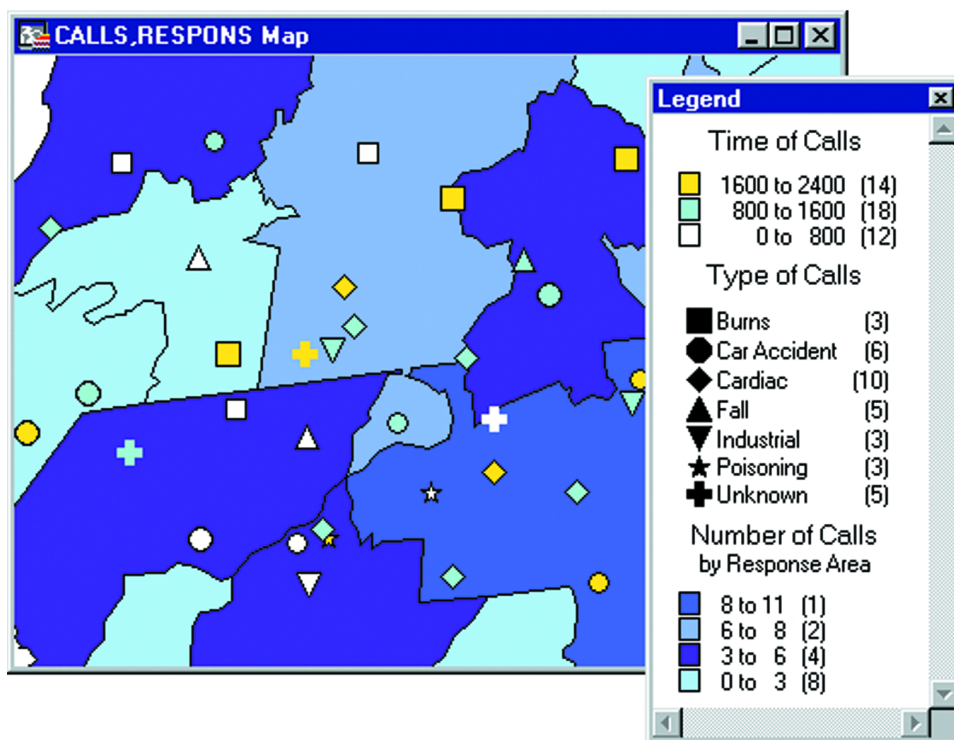 CALLS,RESPONS Map
Legend
Time of Calls
1600 to 2400 (14)
800 to 1600 (18)
0 to 800 (12)
Type of Calls
Burns (3)
Car Accident (6)
Cardiac (10)
Fall (5)
Industrial (3)
Poisoning (3)
Unknown (5)
Number of Calls
by Response Area
8 to 11 (1)
6 to 8 (2)
3 to 6 (4)
0 to 3 (8)